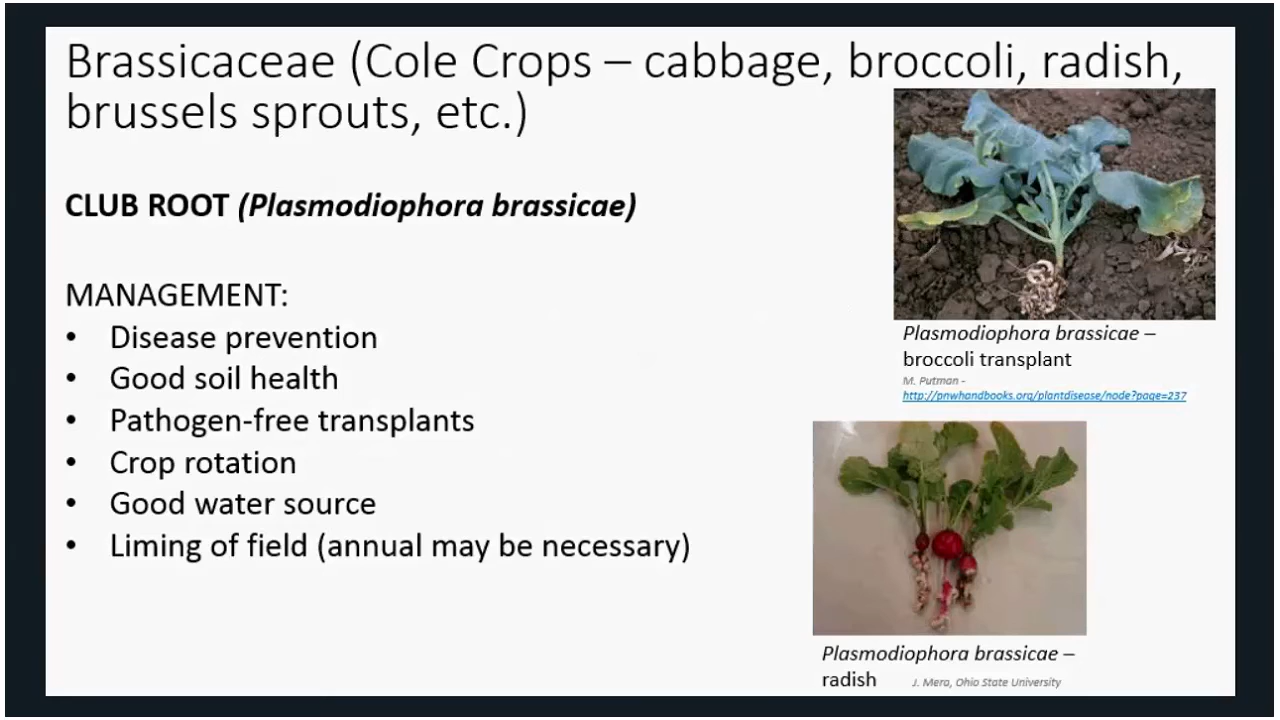 Brassicaceae (Cole Crops – cabbage, broccoli, radish,
brussels sprouts, etc.)
CLUB ROOT (Plasmodiophora brassicae)
MANAGEMENT:
• Disease prevention
• Good soil health
• Pathogen-free transplants
• Crop rotation
• Good water source
• Liming of field (annual may be necessary)
Plasmodiophora brassicae –
broccoli transplant
M. Putman -
http://pnwhandbooks.org/plantdisease/node?page=237
Plasmodiophora brassicae –
radish J. Mera, Ohio State University